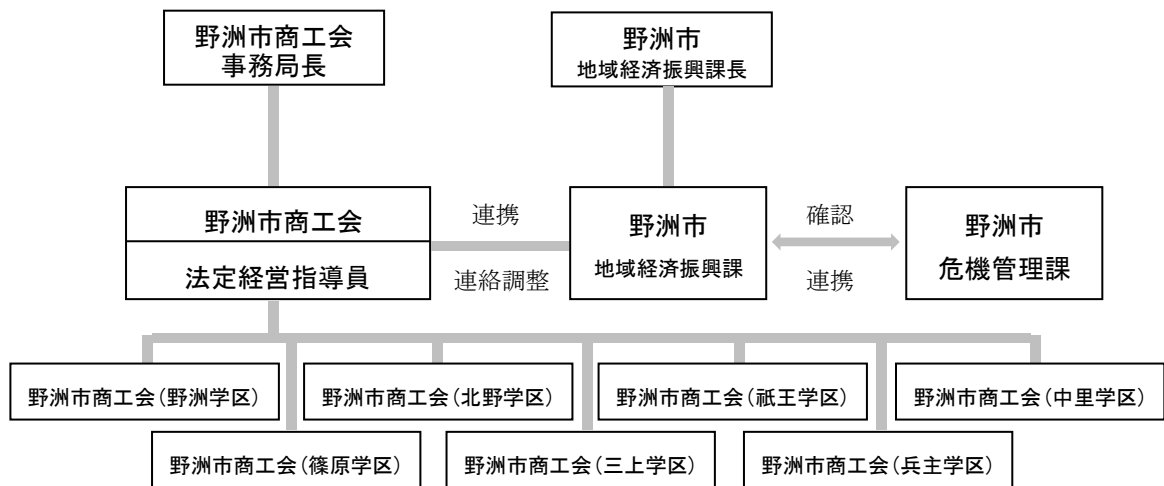 野洲市商工会
事務局長
野洲市
地域経済振興課長
野洲市商工会
法定経営指導員
連携
連絡調整
野洲市
地域経済振興課
確認
連携
野洲市
危機管理課
野洲市商工会（野洲学区）
野洲市商工会（北野学区）
野洲市商工会（祇王学区）
野洲市商工会（中里学区）
野洲市商工会（篠原学区）
野洲市商工会（三上学区）
野洲市商工会（兵主学区）